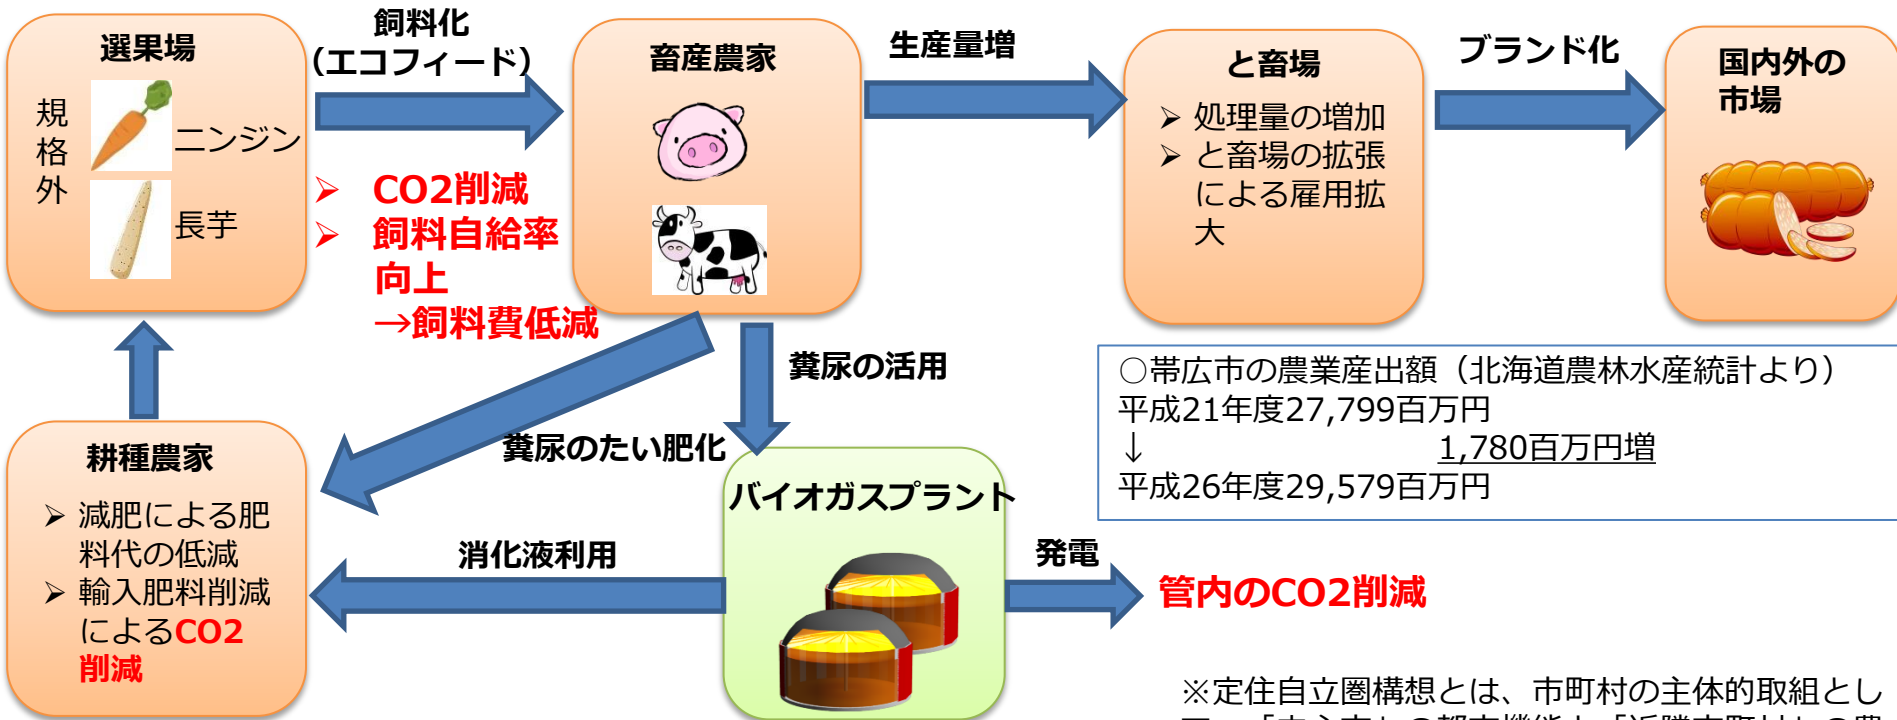 選果場
規
格
外
ニンジン
長芋
飼料化
（エコフィード）
➢ CO2削減
➢ 飼料自給率
向上
→飼料費低減
畜産農家
生産量増
と畜場
➢ 処理量の増加
➢ と畜場の拡張
による雇用拡
大
ブランド化
国内外の
市場
糞尿の活用
糞尿のたい肥化
○帯広市の農業産出額（北海道農林水産統計より）
平成21年度27,799百万円
↓ 1,780百万円増
平成26年度29,579百万円
耕種農家
➢ 減肥による肥
料代の低減
➢ 輸入肥料削減
によるCO2
削減
消化液利用
バイオガスプラント
発電
管内のCO2削減
※定住自立圏構想とは、市町村の主体的取組とし